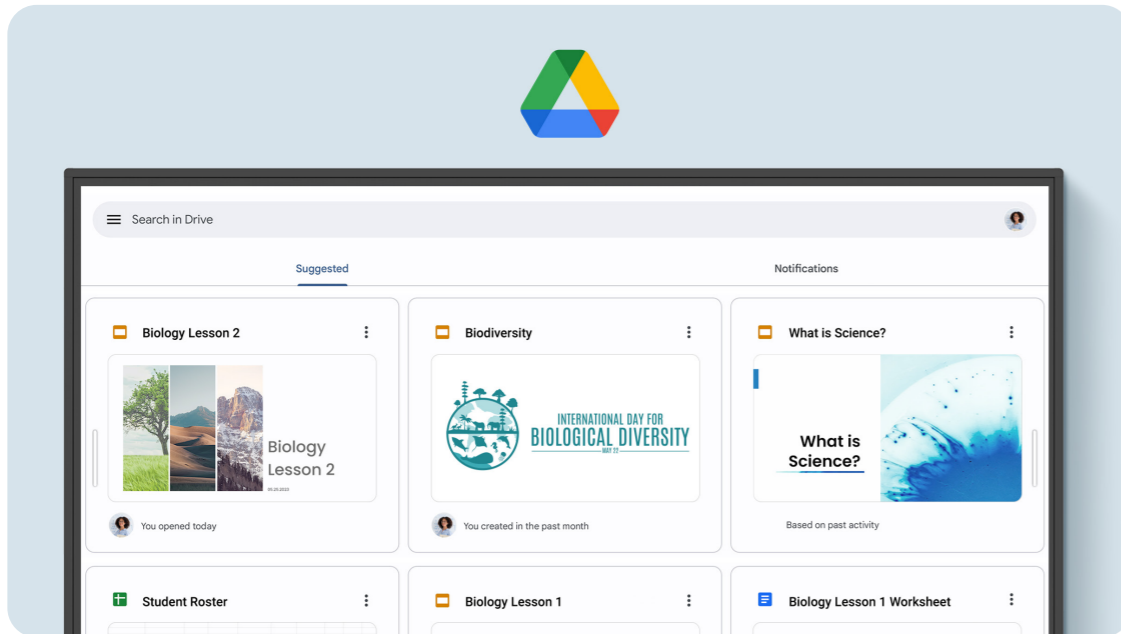 Search in Drive
Suggested
Notifications
Biology Lesson 2
Biology
Lesson 2
You opened today
Biodiversity
INTERNATIONAL DAY FOR
BIOLOGICAL DIVERSITY
MAY 22
You created in the past month
What is Science?
What is
Science?
Based on past activity
Student Roster
Biology Lesson 1
Biology Lesson 1 Worksheet